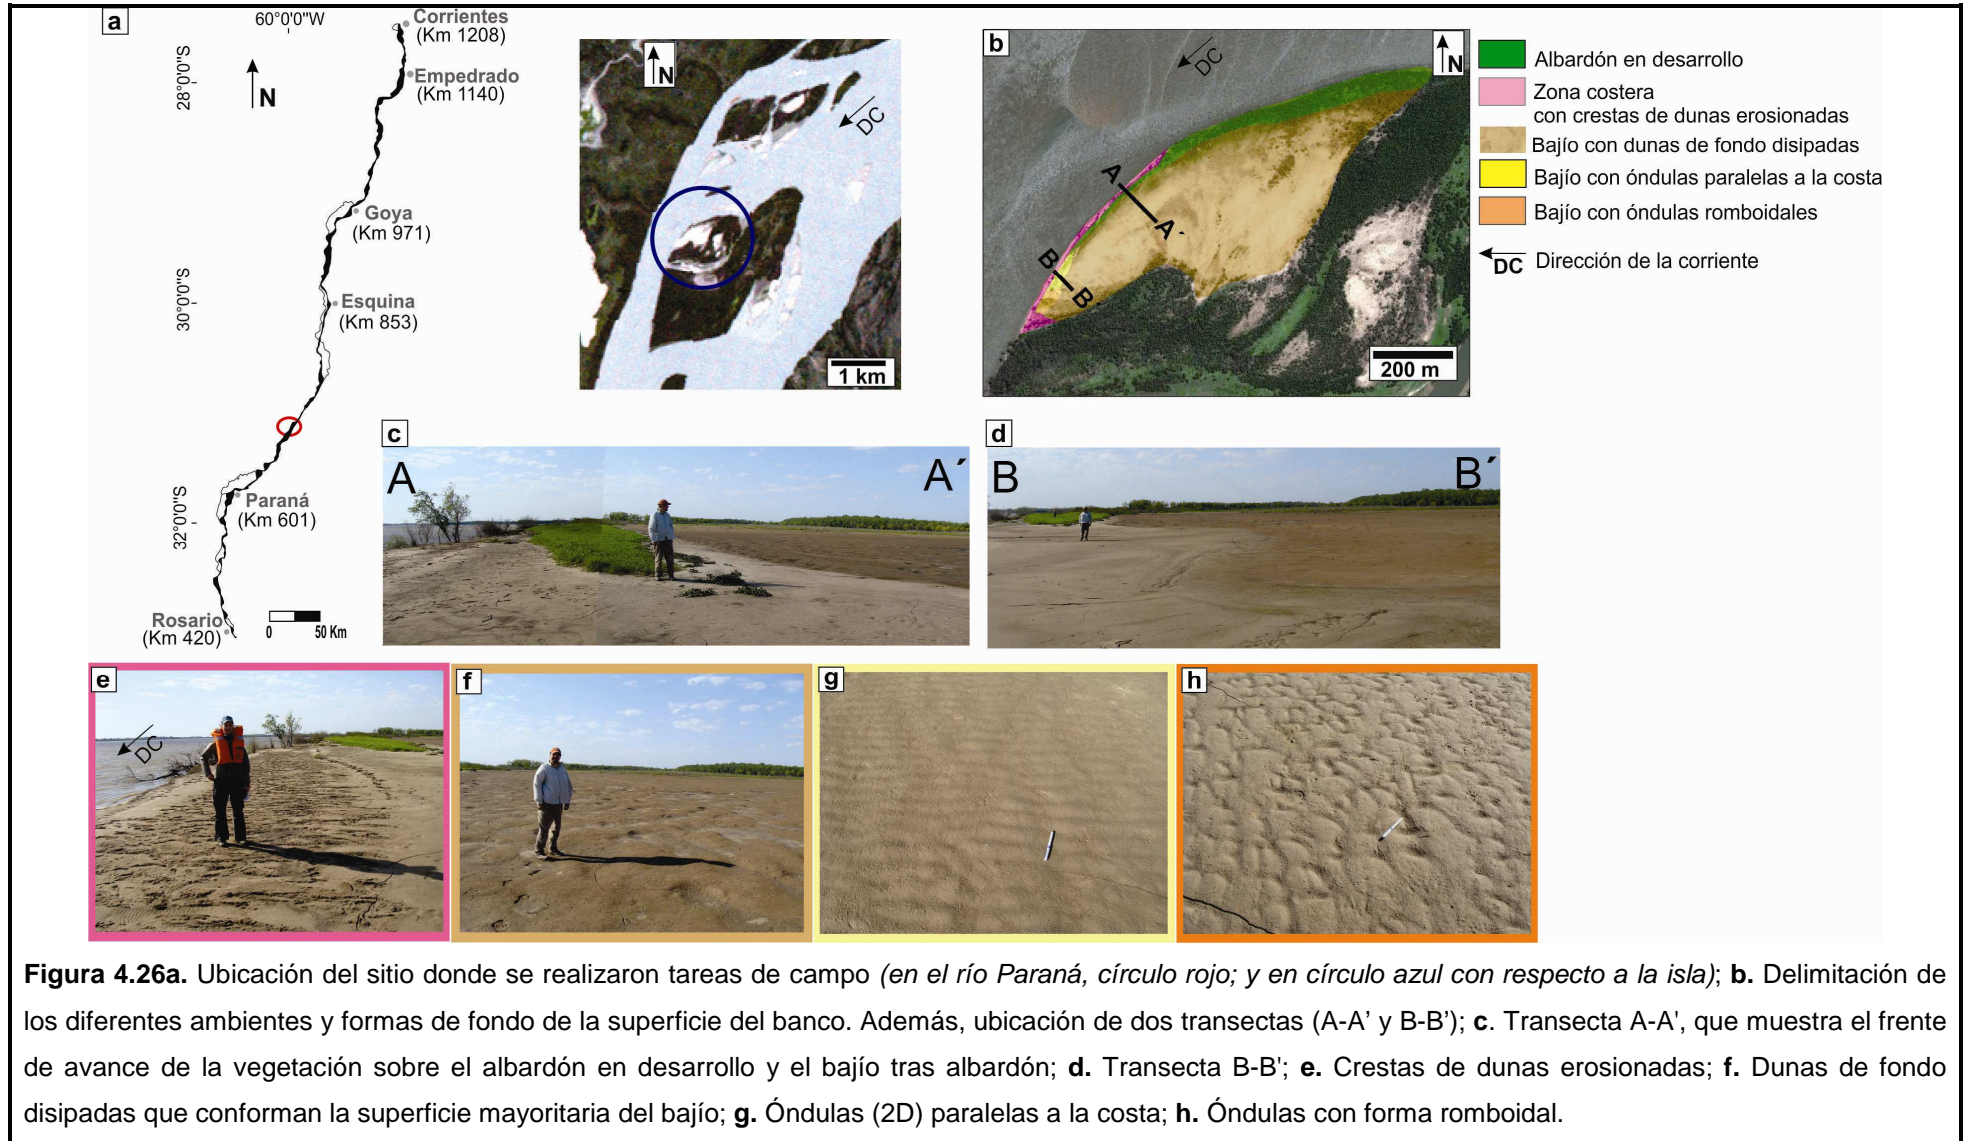 a
60°0'0"W
Corrientes
(Km 1208)
28°0'0"S
N
Empedrado
(Km 1140)
Goya
(Km 971)
30°0'0"S
Esquina
(Km 853)
Paraná
(Km 601)
32°0'0"S
Rosario
(Km 420)
0 50 Km
N
DC
1 km
b
DC
N
A
A´
B
B´
200 m
Albardón en desarrollo
Zona costera
con crestas de dunas erosionadas
Bajío con dunas de fondo disipadas
Bajío con óndulas paralelas a la costa
Bajío con óndulas romboidales
DC Dirección de la corriente
c
A A´
d
B B´
e
DC
f
g
h
Figura 4.26a. Ubicación del sitio donde se realizaron tareas de campo (en el río Paraná, círculo rojo; y en círculo azul con respecto a la isla); b. Delimitación de
los diferentes ambientes y formas de fondo de la superficie del banco. Además, ubicación de dos transectas (A-A’ y B-B’); c. Transecta A-A', que muestra el frente
de avance de la vegetación sobre el albardón en desarrollo y el bajío tras albardón; d. Transecta B-B'; e. Crestas de dunas erosionadas; f. Dunas de fondo
disipadas que conforman la superficie mayoritaria del bajío; g. Óndulas (2D) paralelas a la costa; h. Óndulas con forma romboidal.